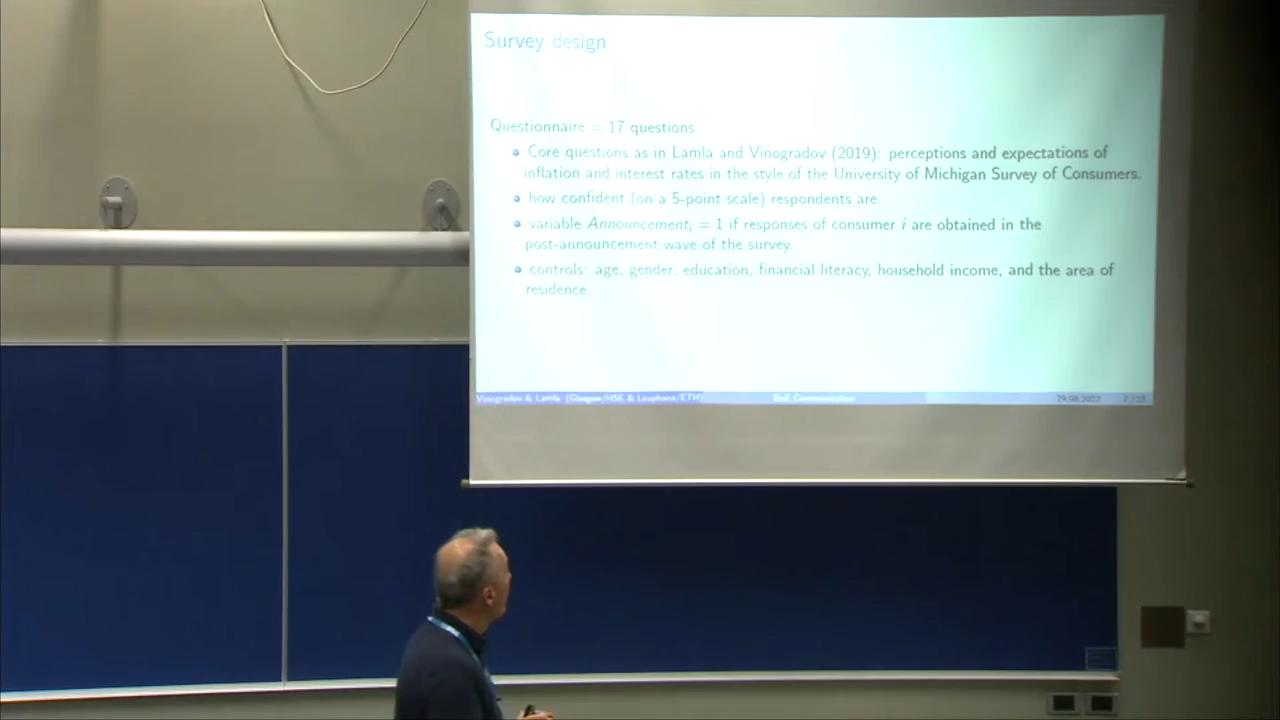 Survey design
Questionnaire = 17 questions
Core questions as in Lamla and Vinogradov (2019): perceptions and expectations of
inflation and interest rates in the style of the University of Michigan Survey of Consumers.
how confident (on a 5-point scale) respondents are.
variable Announcementᵢ = 1 if responses of consumer i are obtained in the
post-announcement wave of the survey.
controls: age, gender, education, financial literacy, household income, and the area of
residence.
Vinogradov & Lamla (Glasgow/HSE & Leuphana/ETH) BoE Communication 29.08.2022